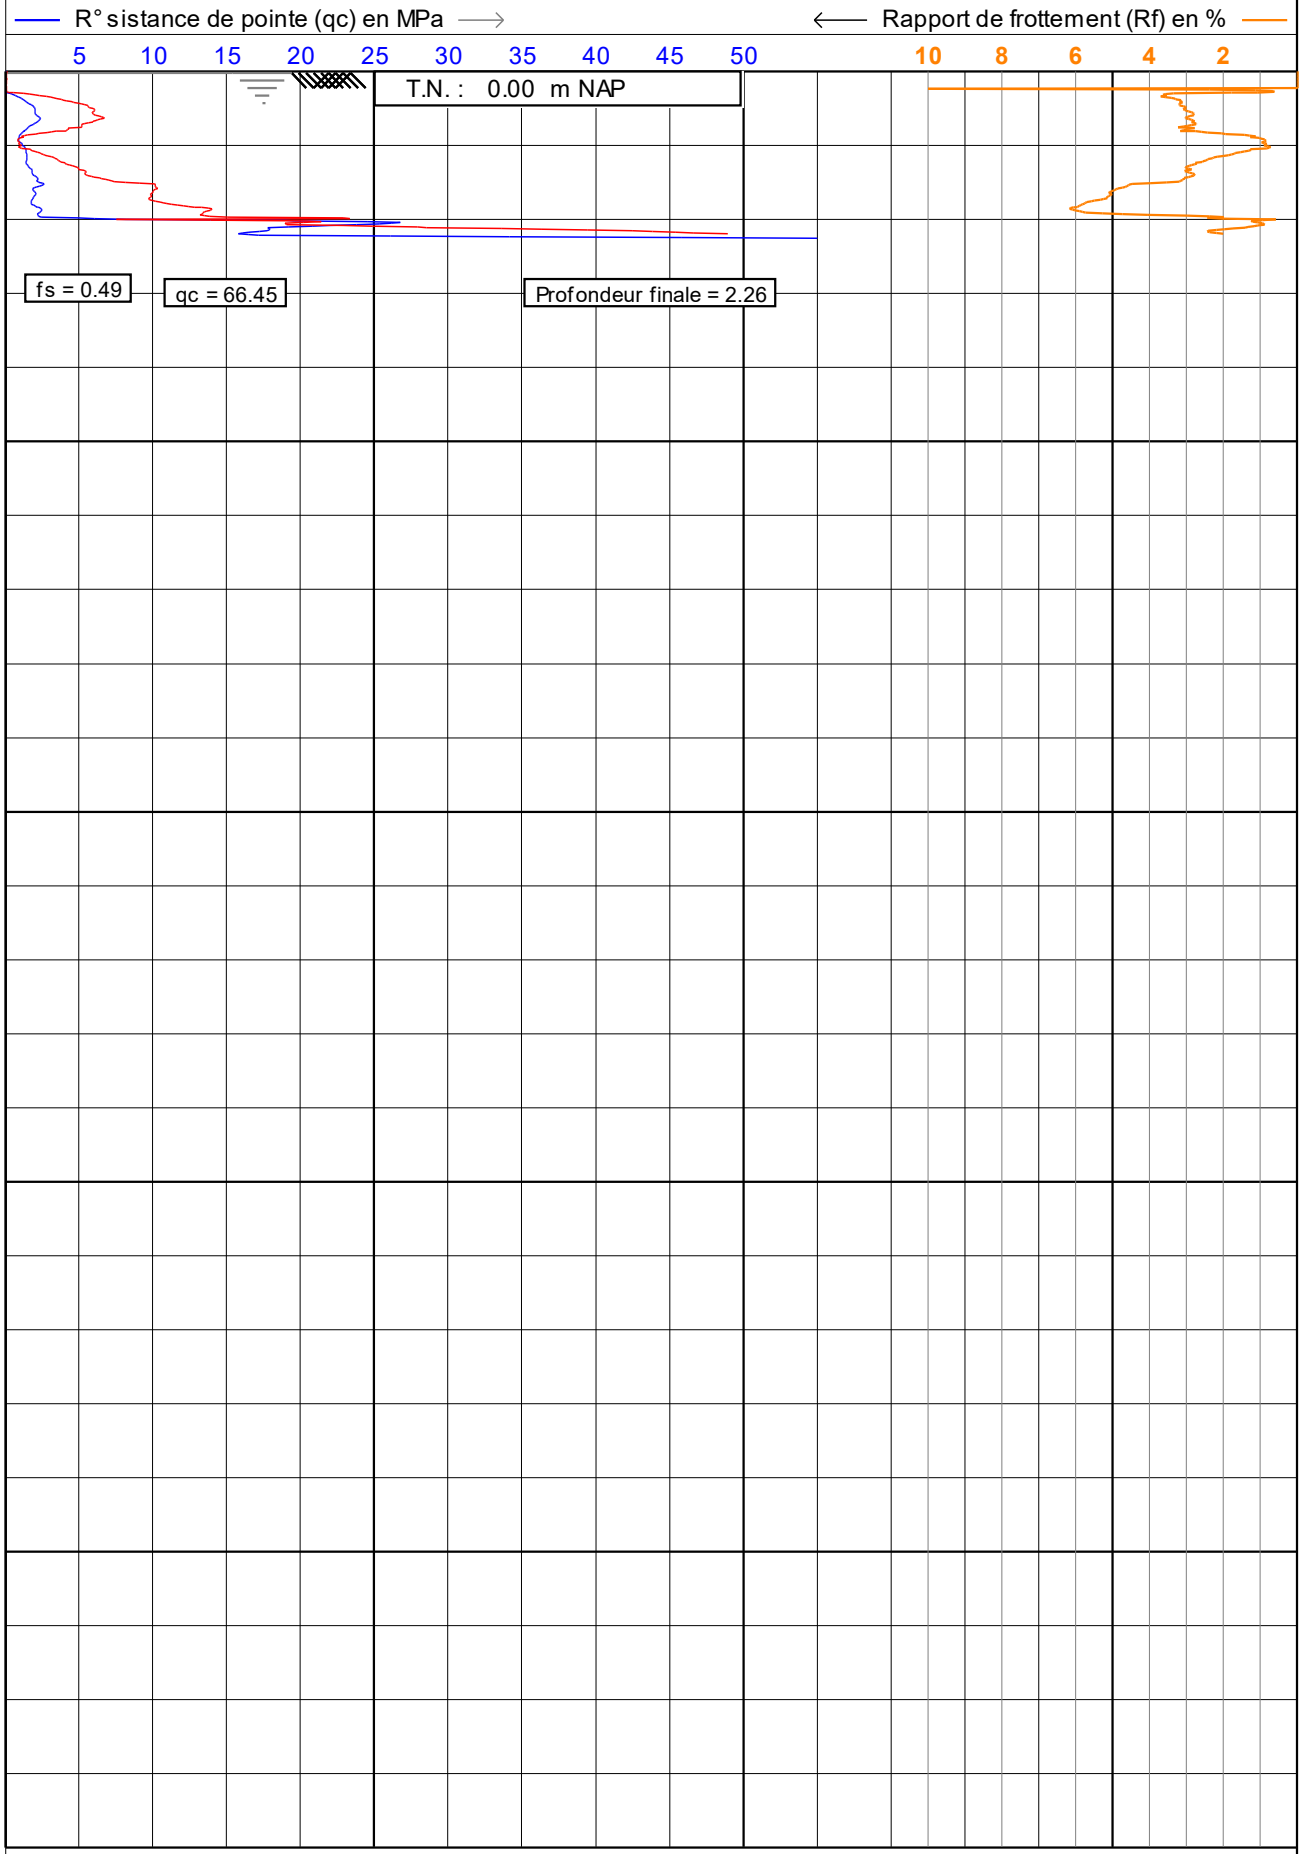 R° sistance de pointe (qc) en MPa Rapport de frottement (Rf) en %
5 10 15 20 25 30 35 40 45 50 10 8 6 4 2
T.N. : 0.00 m NAP
fs = 0.49 qc = 66.45 Profondeur finale = 2.26